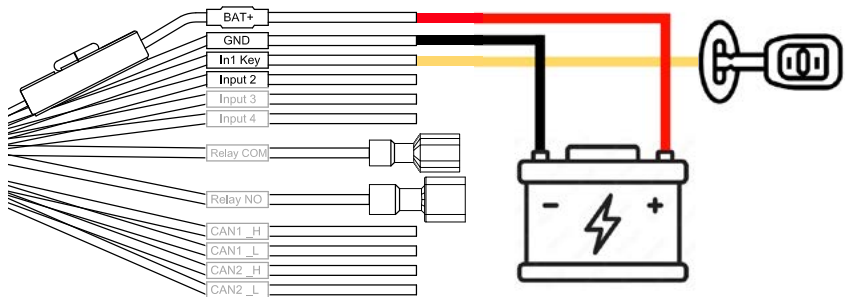 BAT+
GND
In1 Key
Input 2
Input 3
Input 4
Relay COM
Relay NO
CAN1 _H
CAN1 _L
CAN2 _H
CAN2 _L
- +